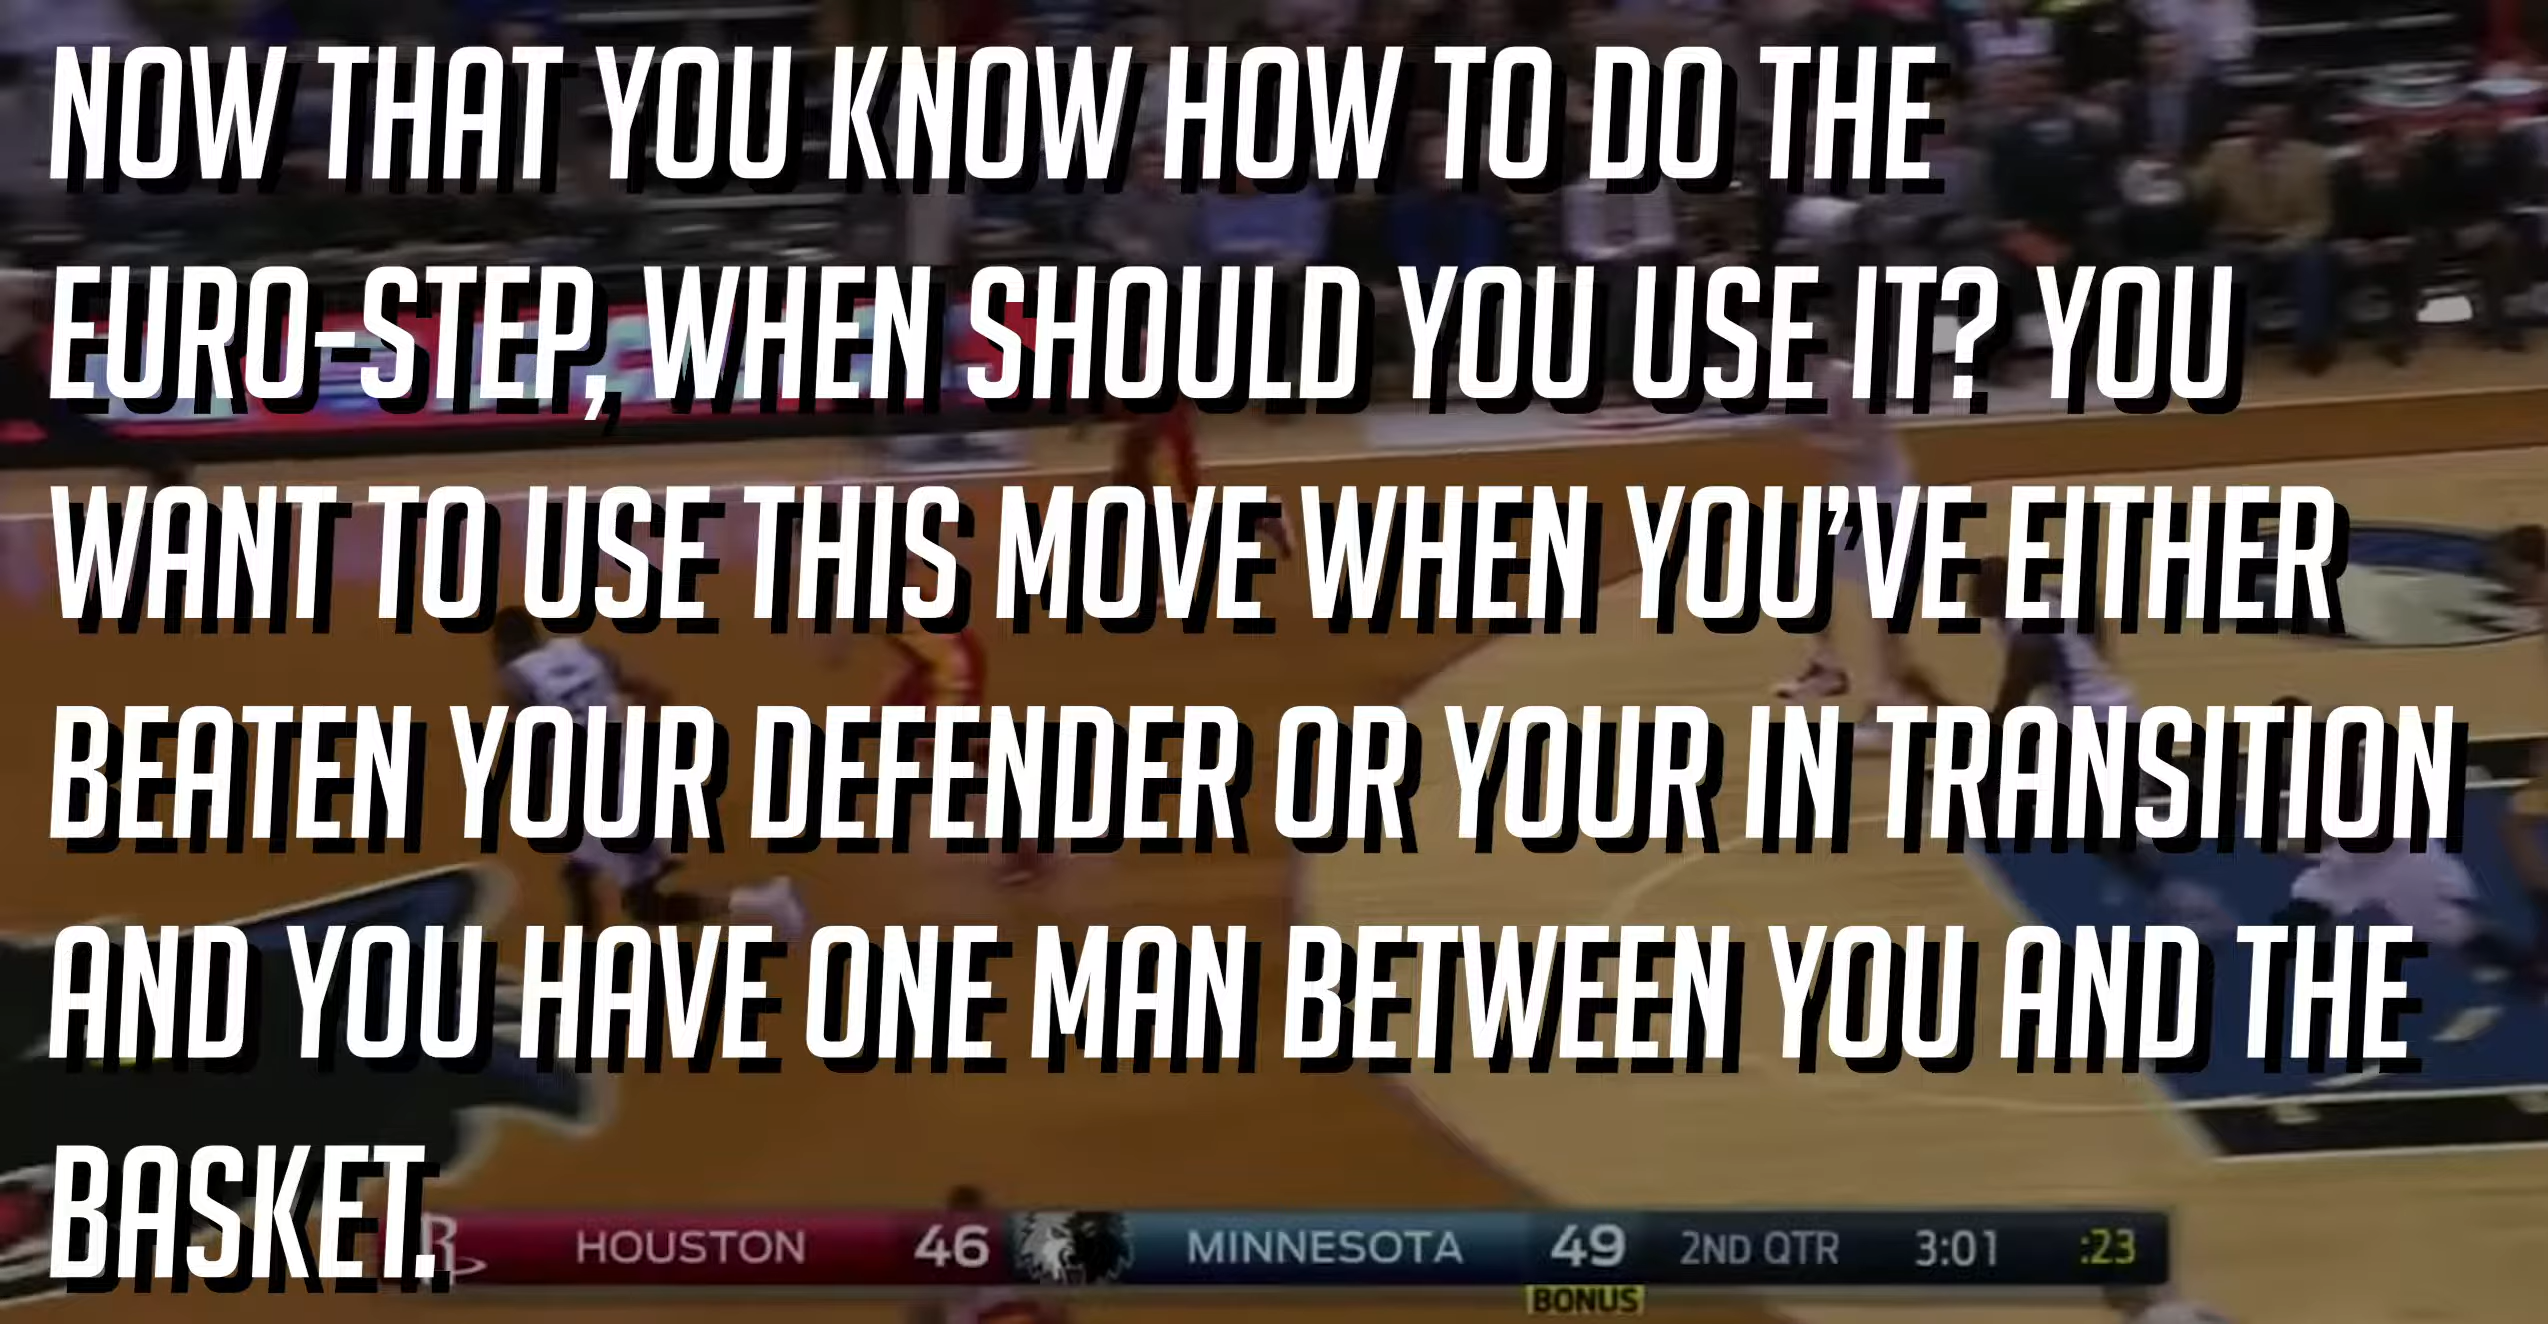 NOW THAT YOU KNOW HOW TO DO THE
EURO-STEP, WHEN SHOULD YOU USE IT? YOU
WANT TO USE THIS MOVE WHEN YOU'VE EITHER
BEATEN YOUR DEFENDER OR YOUR IN TRANSITION
AND YOU HAVE ONE MAN BETWEEN YOU AND THE
BASKET.
R HOUSTON 46 MINNESOTA 49 2ND QTR 3:01 :23
BONUS